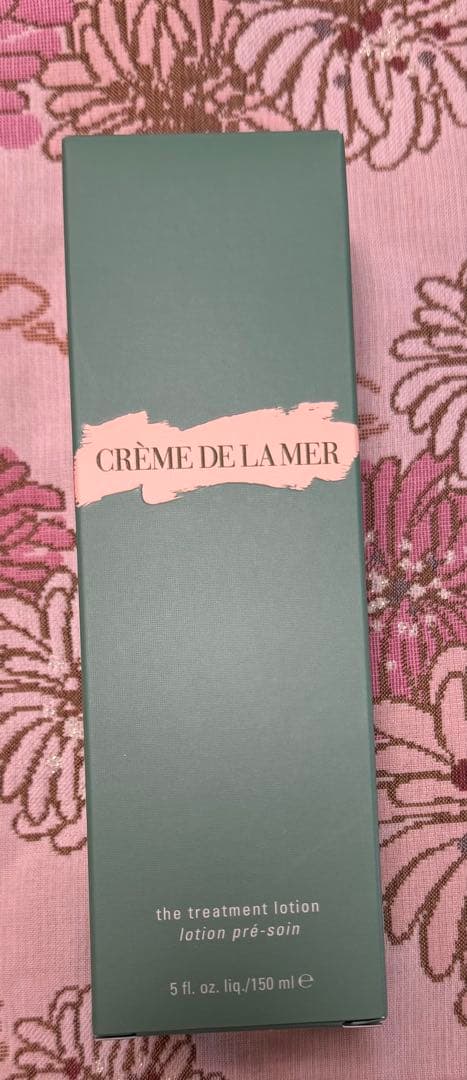 CRÈME DE LA MER
the treatment lotion
lotion pré-soin
5 fl. oz. liq./150 ml ℮